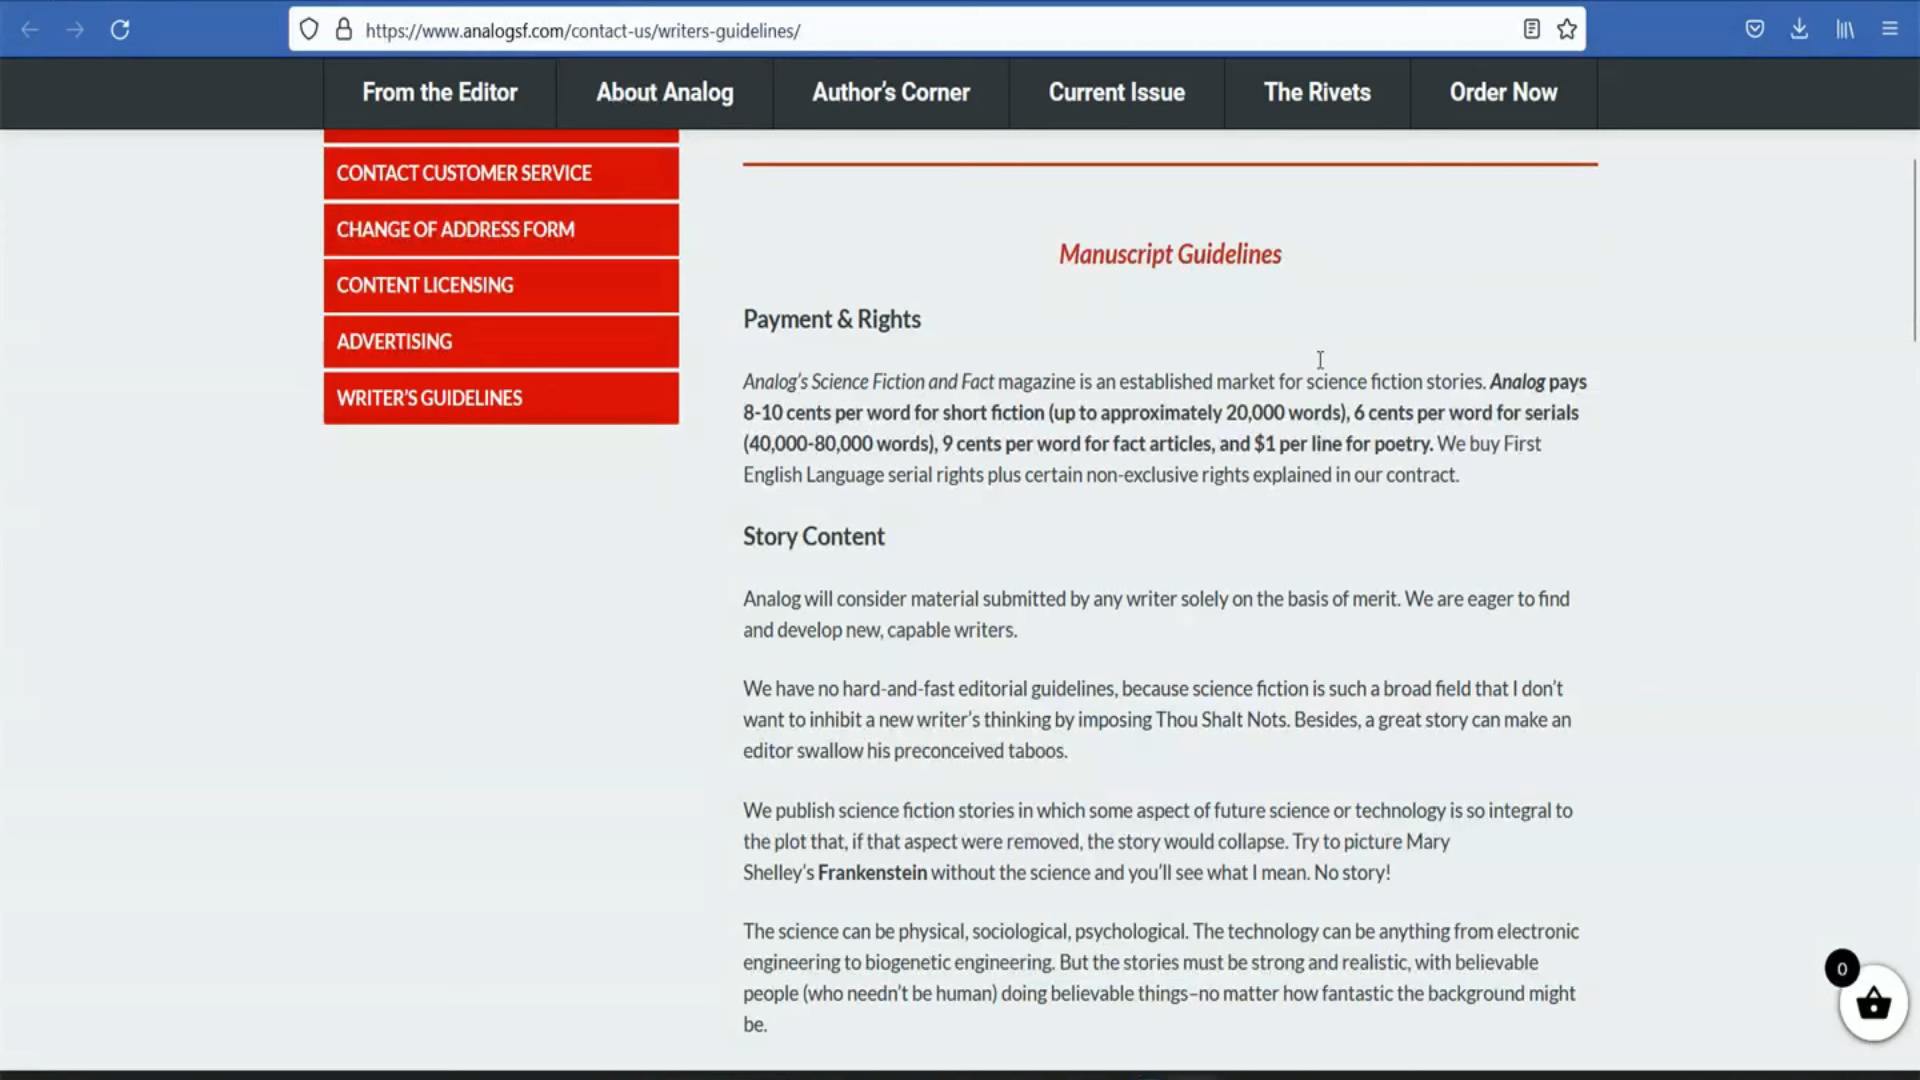 https://www.analogsf.com/contact-us/writers-guidelines/
From the Editor
About Analog
Author's Corner
Current Issue
The Rivets
Order Now
CONTACT CUSTOMER SERVICE
CHANGE OF ADDRESS FORM
CONTENT LICENSING
ADVERTISING
WRITER'S GUIDELINES
Manuscript Guidelines
Payment & Rights
Analog's Science Fiction and Fact magazine is an established market for science fiction stories. Analog pays
8-10 cents per word for short fiction (up to approximately 20,000 words), 6 cents per word for serials
(40,000-80,000 words), 9 cents per word for fact articles, and $1 per line for poetry. We buy First
English Language serial rights plus certain non-exclusive rights explained in our contract.
Story Content
Analog will consider material submitted by any writer solely on the basis of merit. We are eager to find
and develop new, capable writers.
We have no hard-and-fast editorial guidelines, because science fiction is such a broad field that I don't
want to inhibit a new writer's thinking by imposing Thou Shalt Nots. Besides, a great story can make an
editor swallow his preconceived taboos.
We publish science fiction stories in which some aspect of future science or technology is so integral to
the plot that, if that aspect were removed, the story would collapse. Try to picture Mary
Shelley's Frankenstein without the science and you'll see what I mean. No story!
The science can be physical, sociological, psychological. The technology can be anything from electronic
engineering to biogenetic engineering. But the stories must be strong and realistic, with believable
people (who needn't be human) doing believable things–no matter how fantastic the background might
be.
0